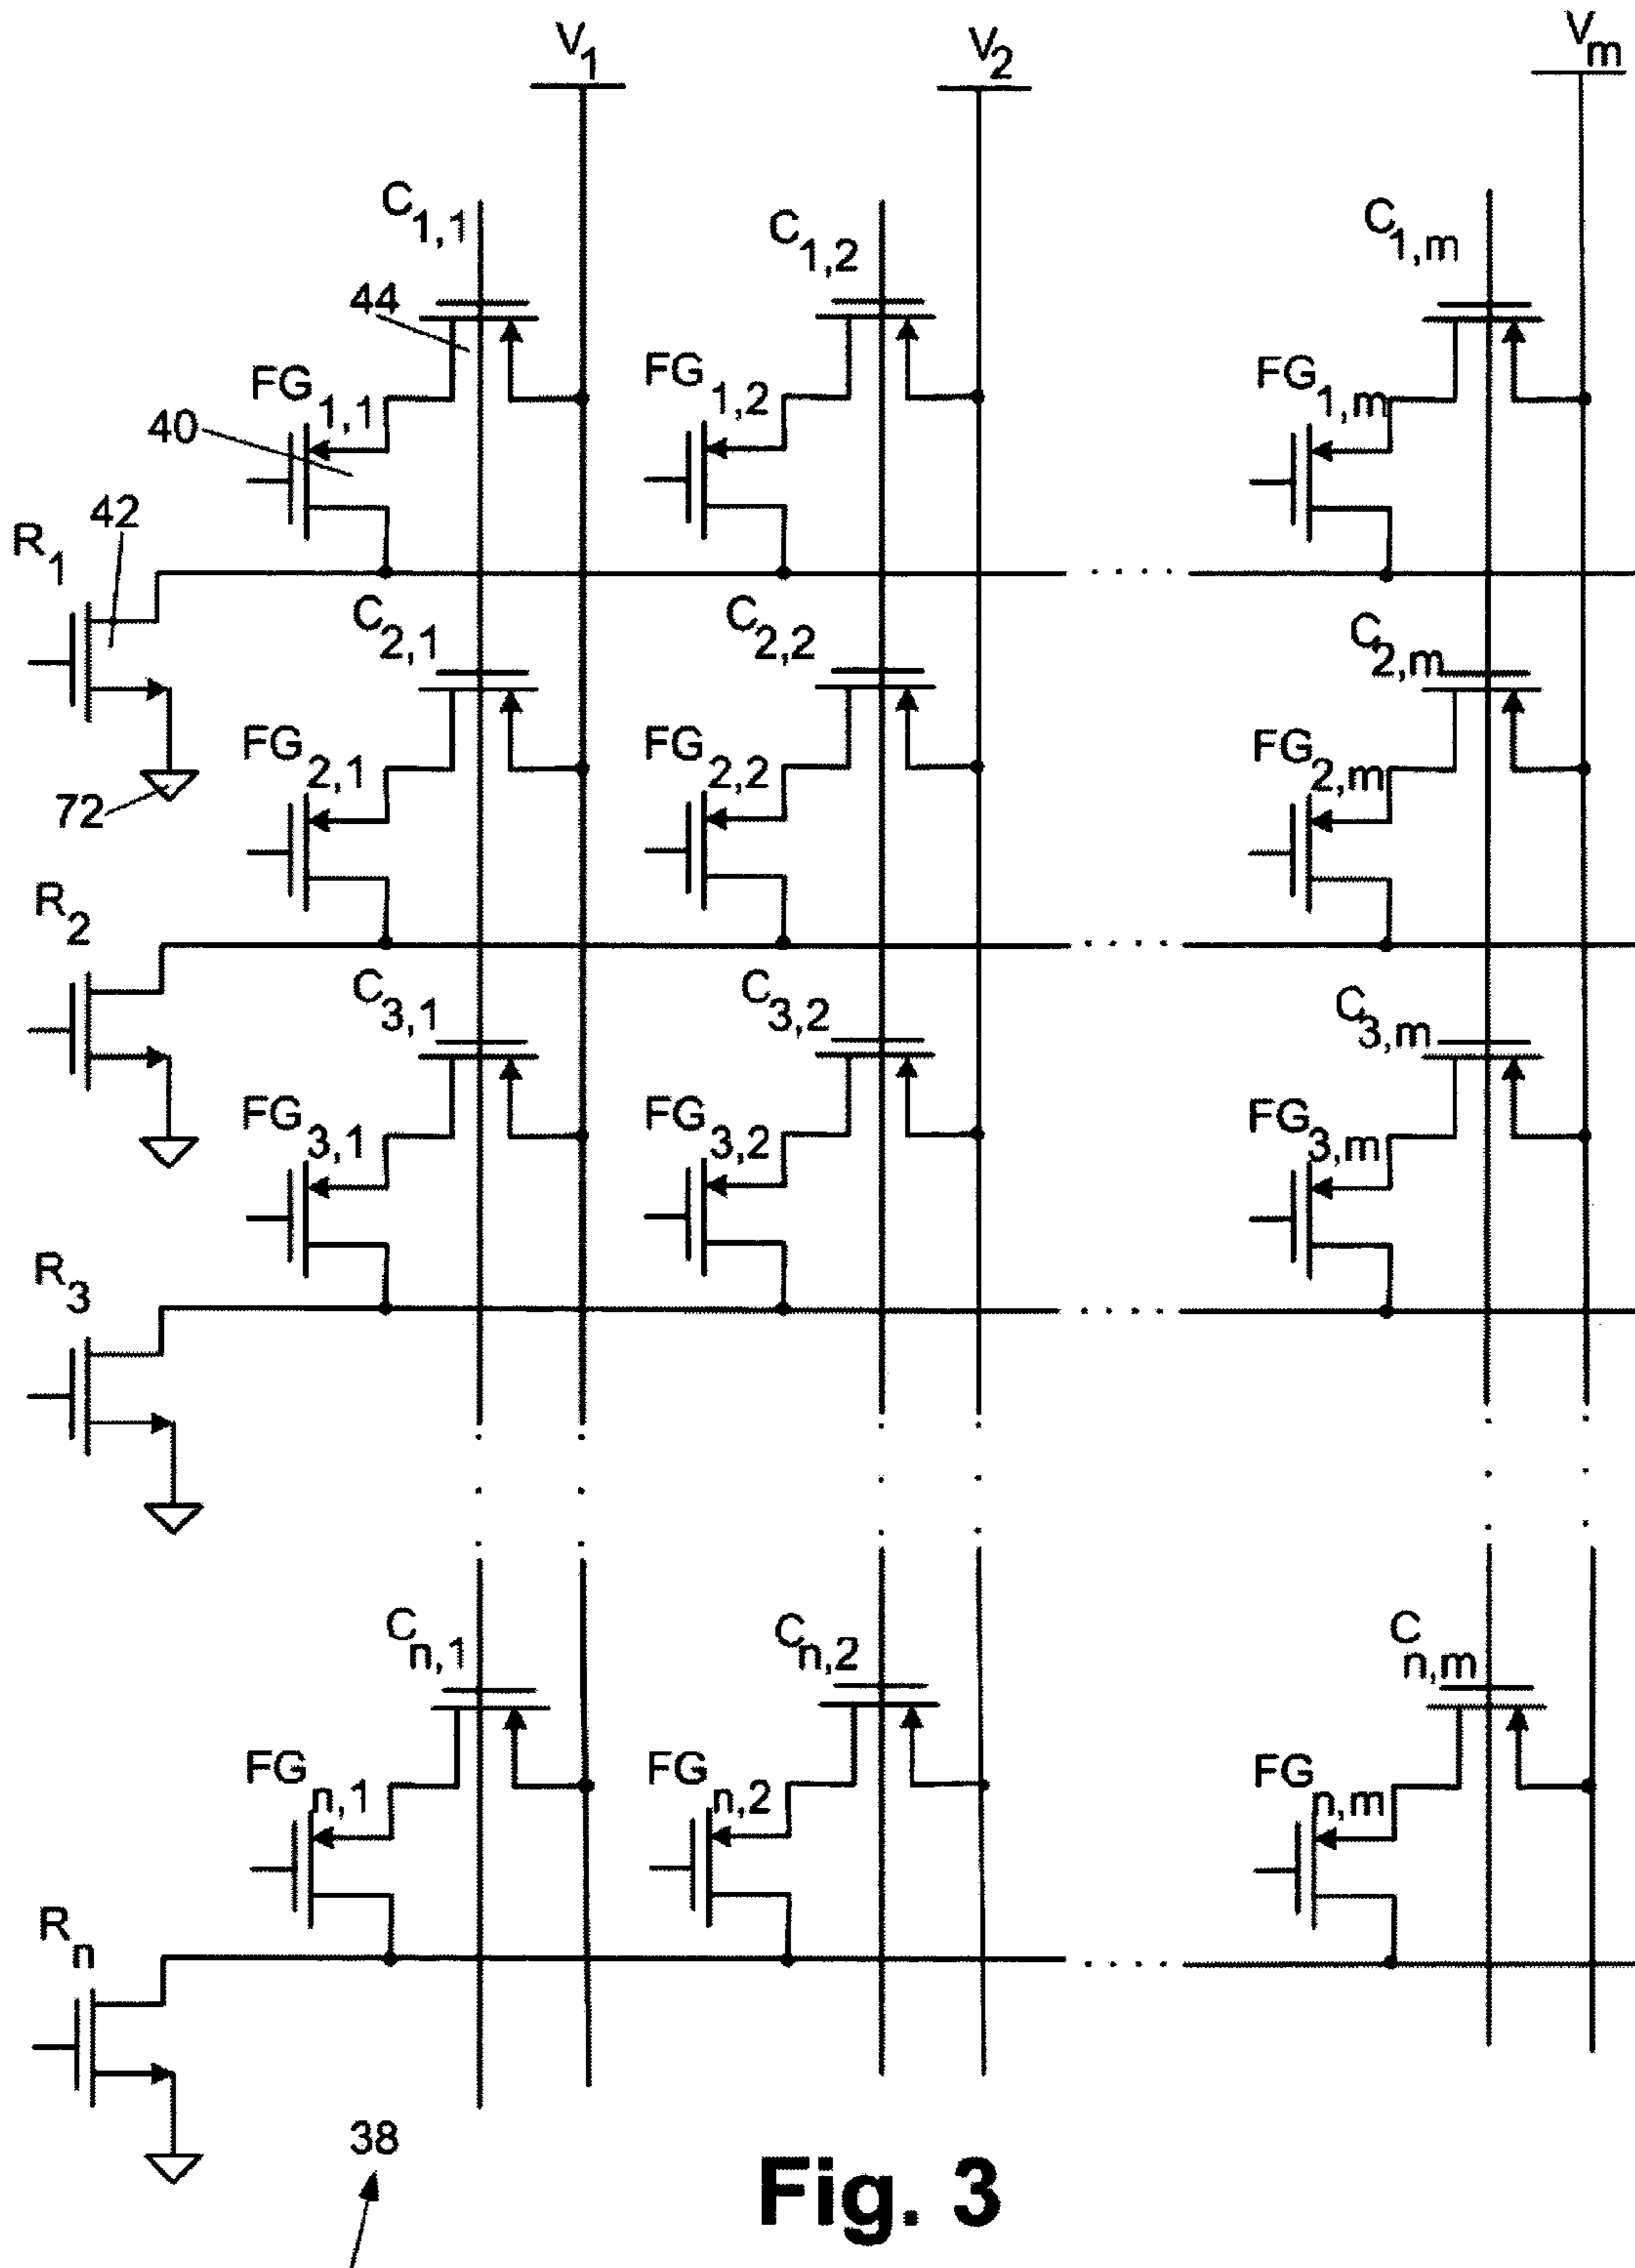 V1 V2 Vm
C1,1 C1,2 C1,m
44
FG1,1 FG1,2 FG1,m
40
42
R1
C2,1 C2,2 C2,m
FG2,1 FG2,2 FG2,m
72
R2
C3,1 C3,2 C3,m
FG3,1 FG3,2 FG3,m
R3
Cn,1 Cn,2 Cn,m
FGn,1 FGn,2 FGn,m
Rn
38
Fig. 3